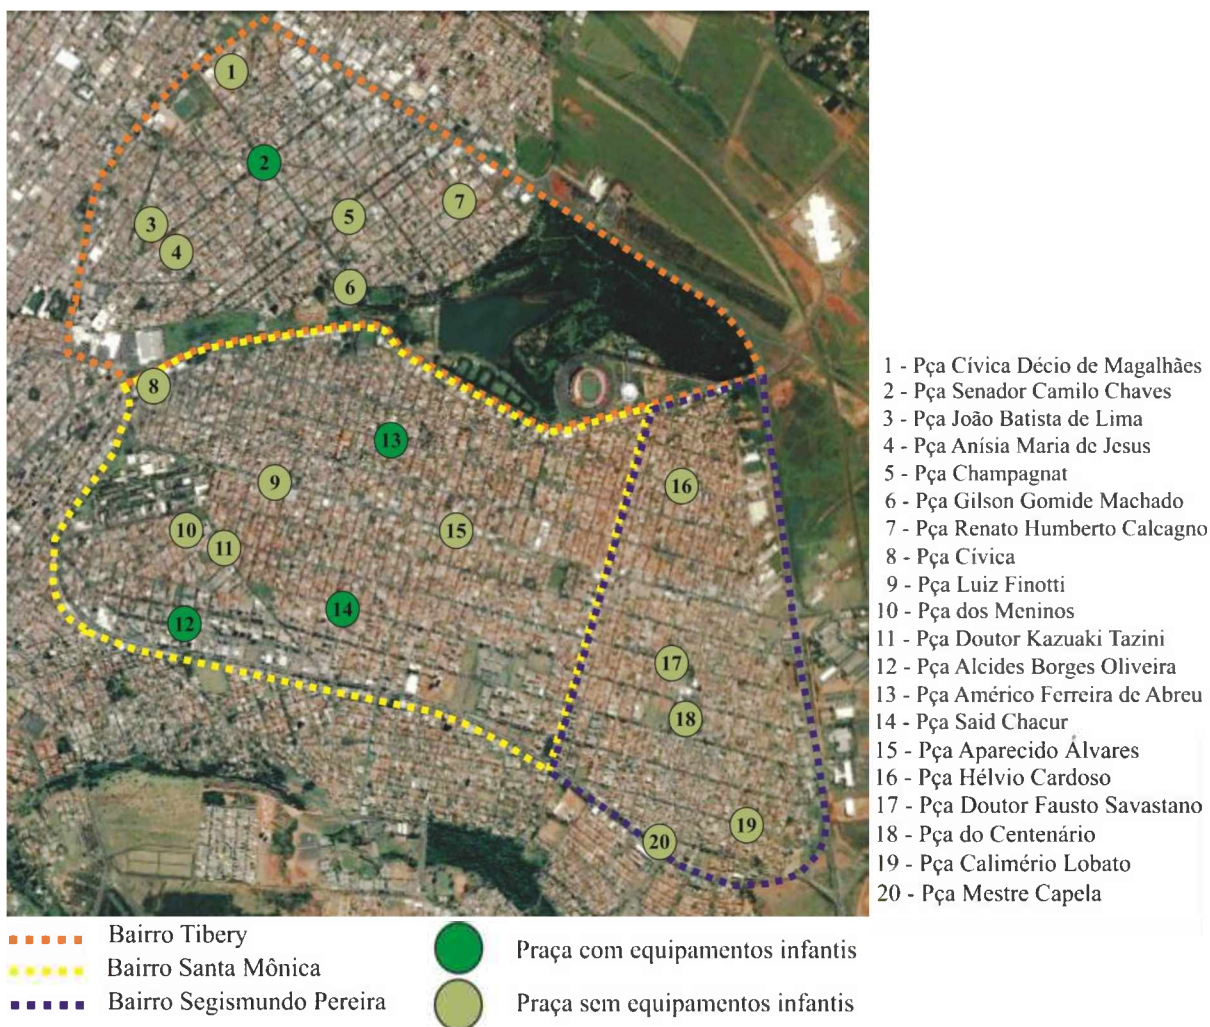 1
2
3
4
5
6
7
8
9
10
11
12
13
14
15
16
17
18
19
20
1 - Pça Cívica Décio de Magalhães
2 - Pça Senador Camilo Chaves
3 - Pça João Batista de Lima
4 - Pça Anísia Maria de Jesus
5 - Pça Champagnat
6 - Pça Gilson Gomide Machado
7 - Pça Renato Humberto Calcagno
8 - Pça Cívica
9 - Pça Luiz Finotti
10 - Pça dos Meninos
11 - Pça Doutor Kazuaki Tazini
12 - Pça Alcides Borges Oliveira
13 - Pça Américo Ferreira de Abreu
14 - Pça Said Chacur
15 - Pça Aparecido Álvares
16 - Pça Hélvio Cardoso
17 - Pça Doutor Fausto Savastano
18 - Pça do Centenário
19 - Pça Calimério Lobato
20 - Pça Mestre Capela
Bairro Tibery
Bairro Santa Mônica
Bairro Segismundo Pereira
Praça com equipamentos infantis
Praça sem equipamentos infantis